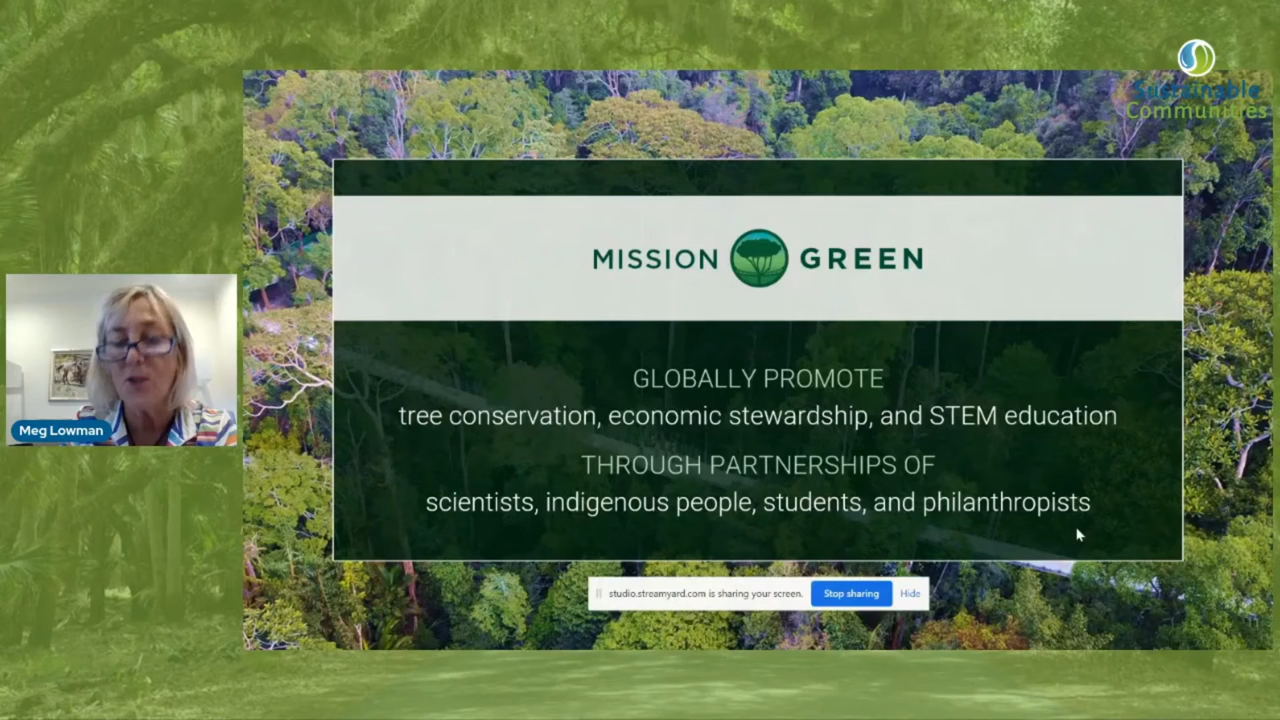 Sustainable
Communities
MISSION GREEN
GLOBALLY PROMOTE
tree conservation, economic stewardship, and STEM education
THROUGH PARTNERSHIPS OF
scientists, indigenous people, students, and philanthropists
Meg Lowman
studio.streamyard.com is sharing your screen. Stop sharing Hide